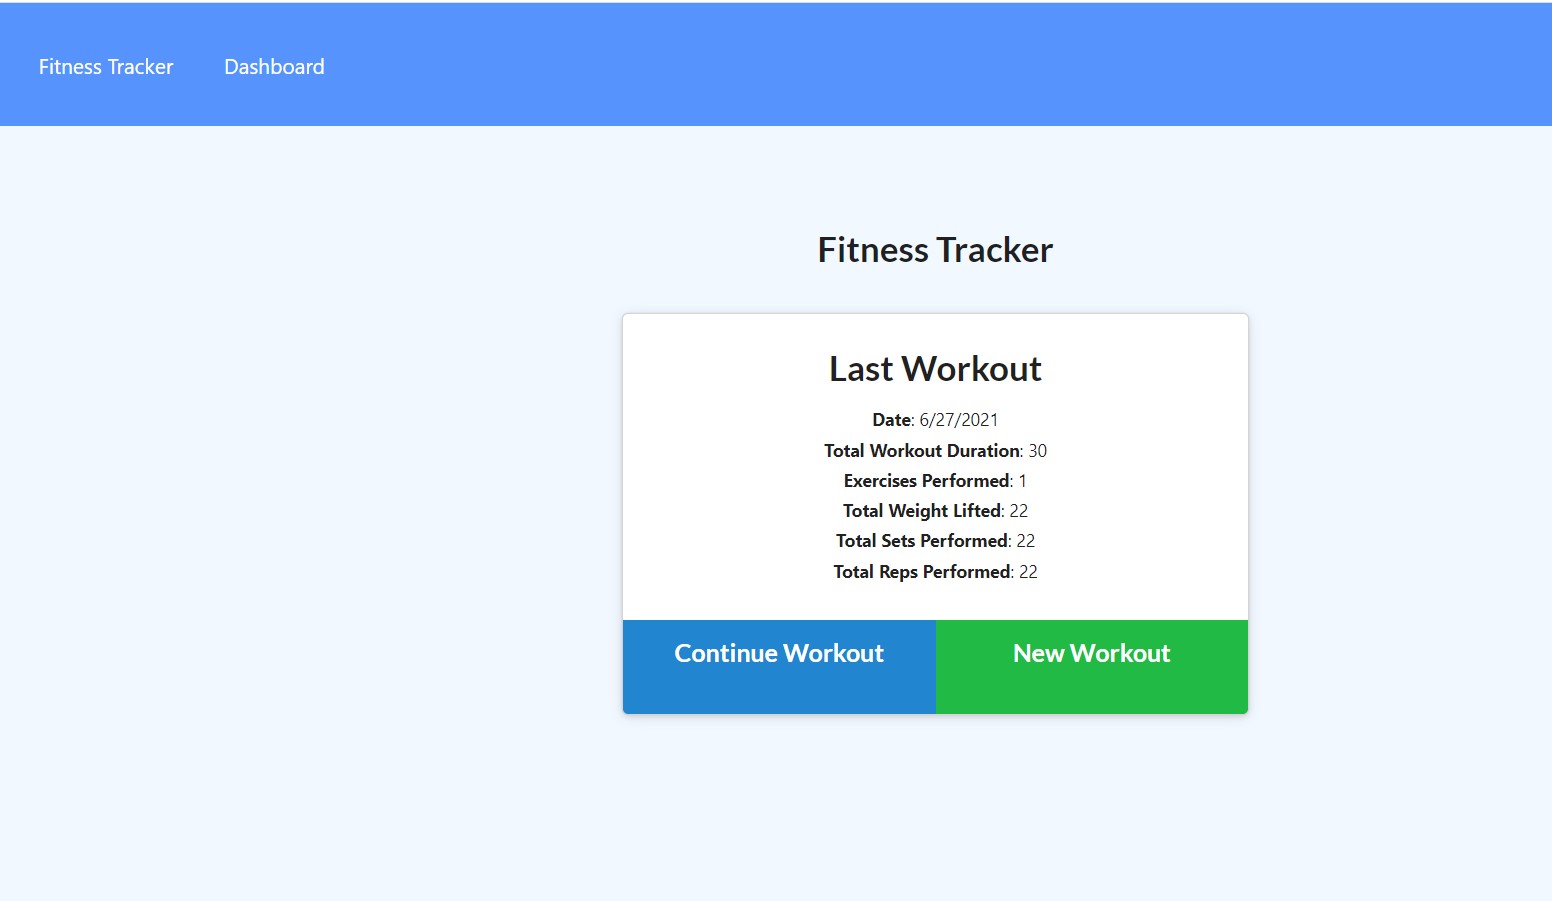 Fitness Tracker Dashboard
Fitness Tracker
Last Workout
Date: 6/27/2021
Total Workout Duration: 30
Exercises Performed: 1
Total Weight Lifted: 22
Total Sets Performed: 22
Total Reps Performed: 22
Continue Workout New Workout